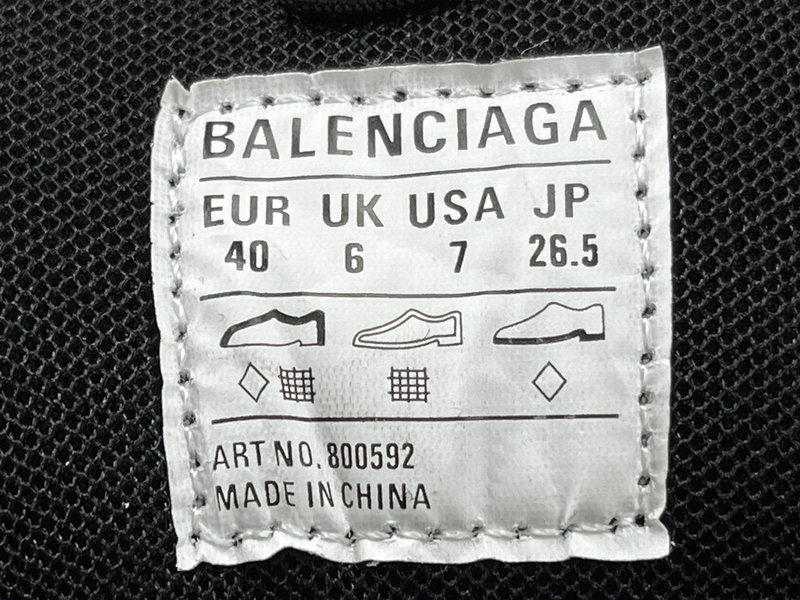 BALENCIAGA
EUR UK USA JP
40 6 7 26.5
ART NO. 800592
MADE IN CHINA